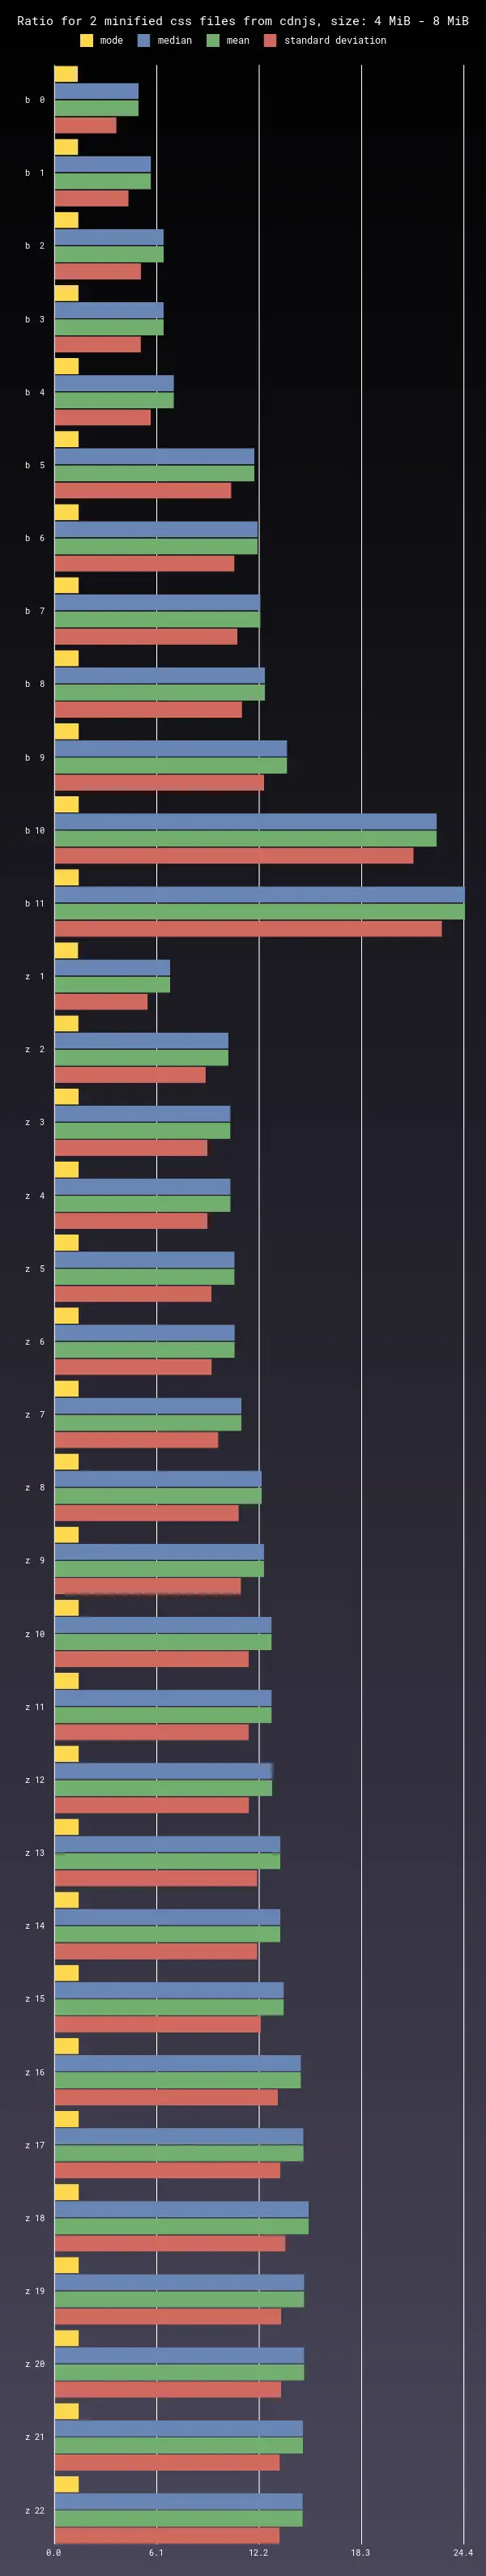 Ratio for 2 minified css files from cdnjs, size: 4 MiB - 8 MiB
mode median mean standard deviation
b 0
b 1
b 2
b 3
b 4
b 5
b 6
b 7
b 8
b 9
b 10
b 11
z 1
z 2
z 3
z 4
z 5
z 6
z 7
z 8
z 9
z 10
z 11
z 12
z 13
z 14
z 15
z 16
z 17
z 18
z 19
z 20
z 21
z 22
0.0 6.1 12.2 18.3 24.4